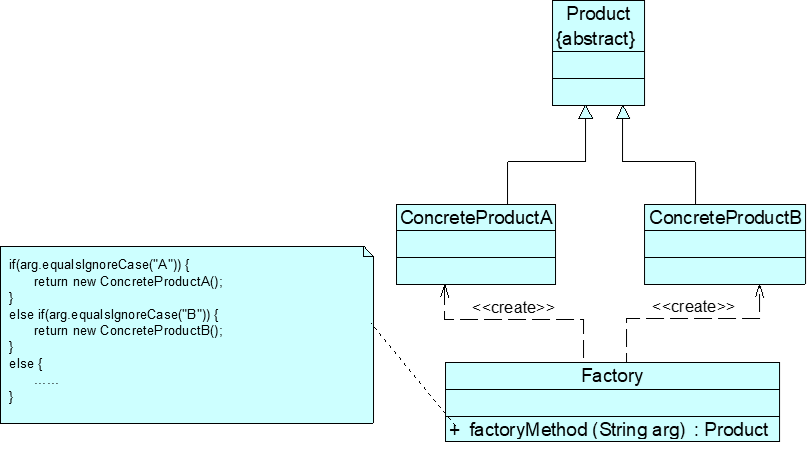 Product
{abstract}
ConcreteProductA
ConcreteProductB
if(arg.equalsIgnoreCase("A")) {
return new ConcreteProductA();
}
else if(arg.equalsIgnoreCase("B")) {
return new ConcreteProductB();
}
else {
......
}
<<create>>
<<create>>
Factory
+ factoryMethod (String arg) : Product